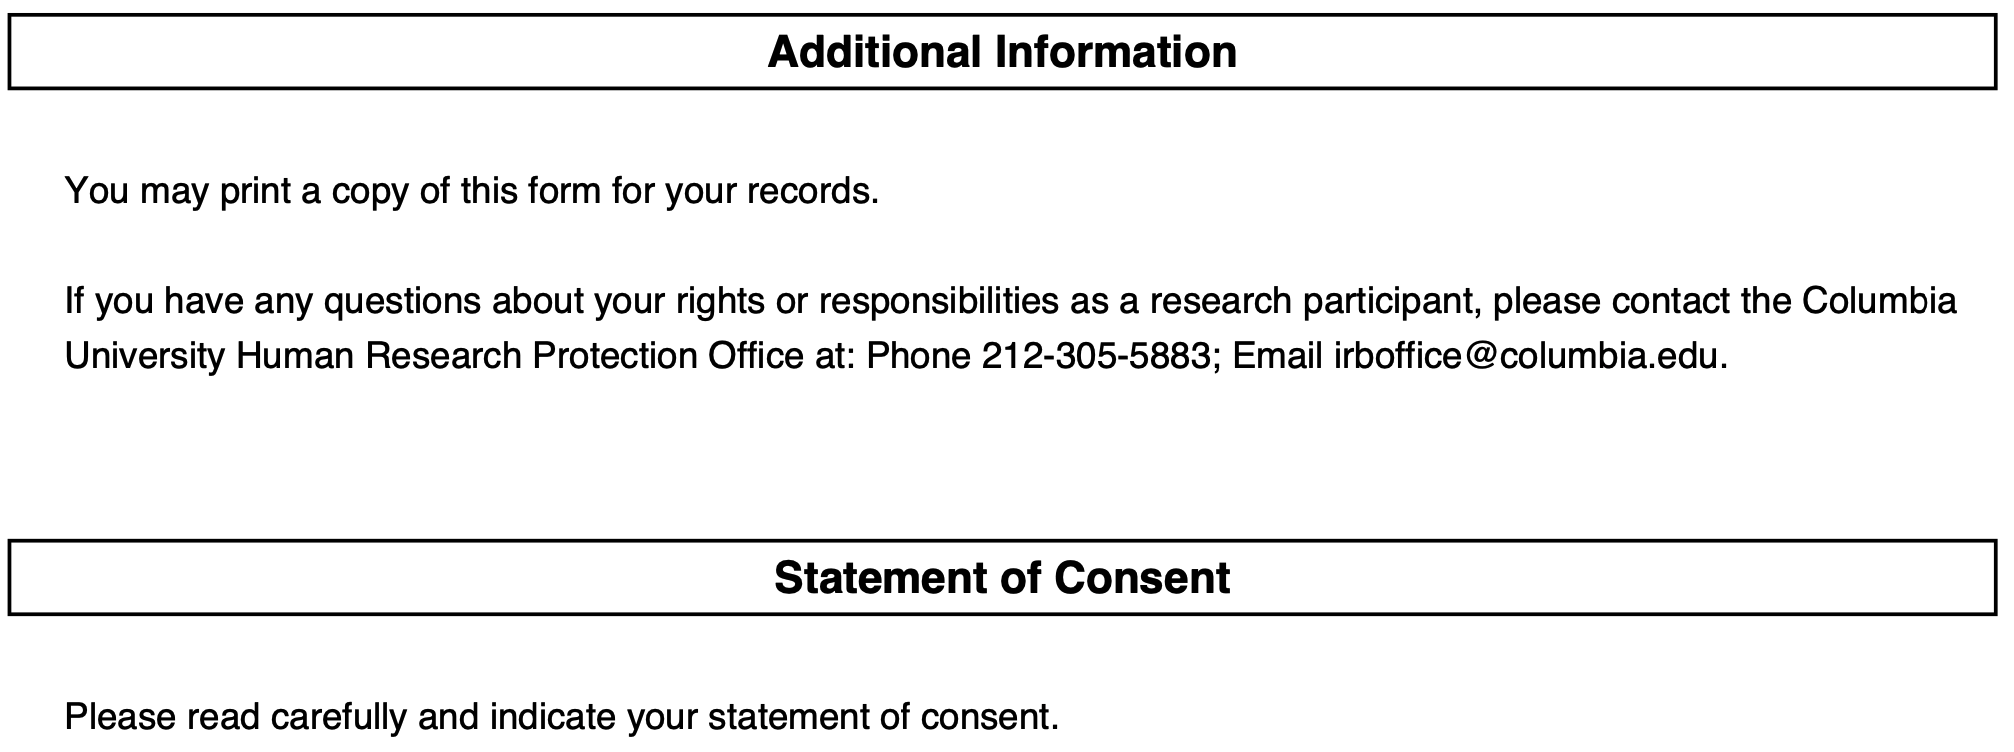 Additional Information
You may print a copy of this form for your records.
If you have any questions about your rights or responsibilities as a research participant, please contact the Columbia
University Human Research Protection Office at: Phone 212-305-5883; Email irboffice@columbia.edu.
Statement of Consent
Please read carefully and indicate your statement of consent.